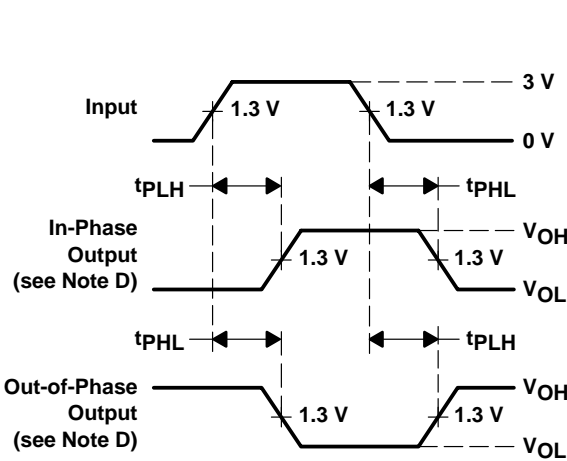 3 V
Input
1.3 V
1.3 V
0 V
tPLH
tPHL
In-Phase
Output
(see Note D)
VOH
1.3 V
1.3 V
VOL
tPHL
tPLH
Out-of-Phase
Output
(see Note D)
VOH
1.3 V
1.3 V
VOL